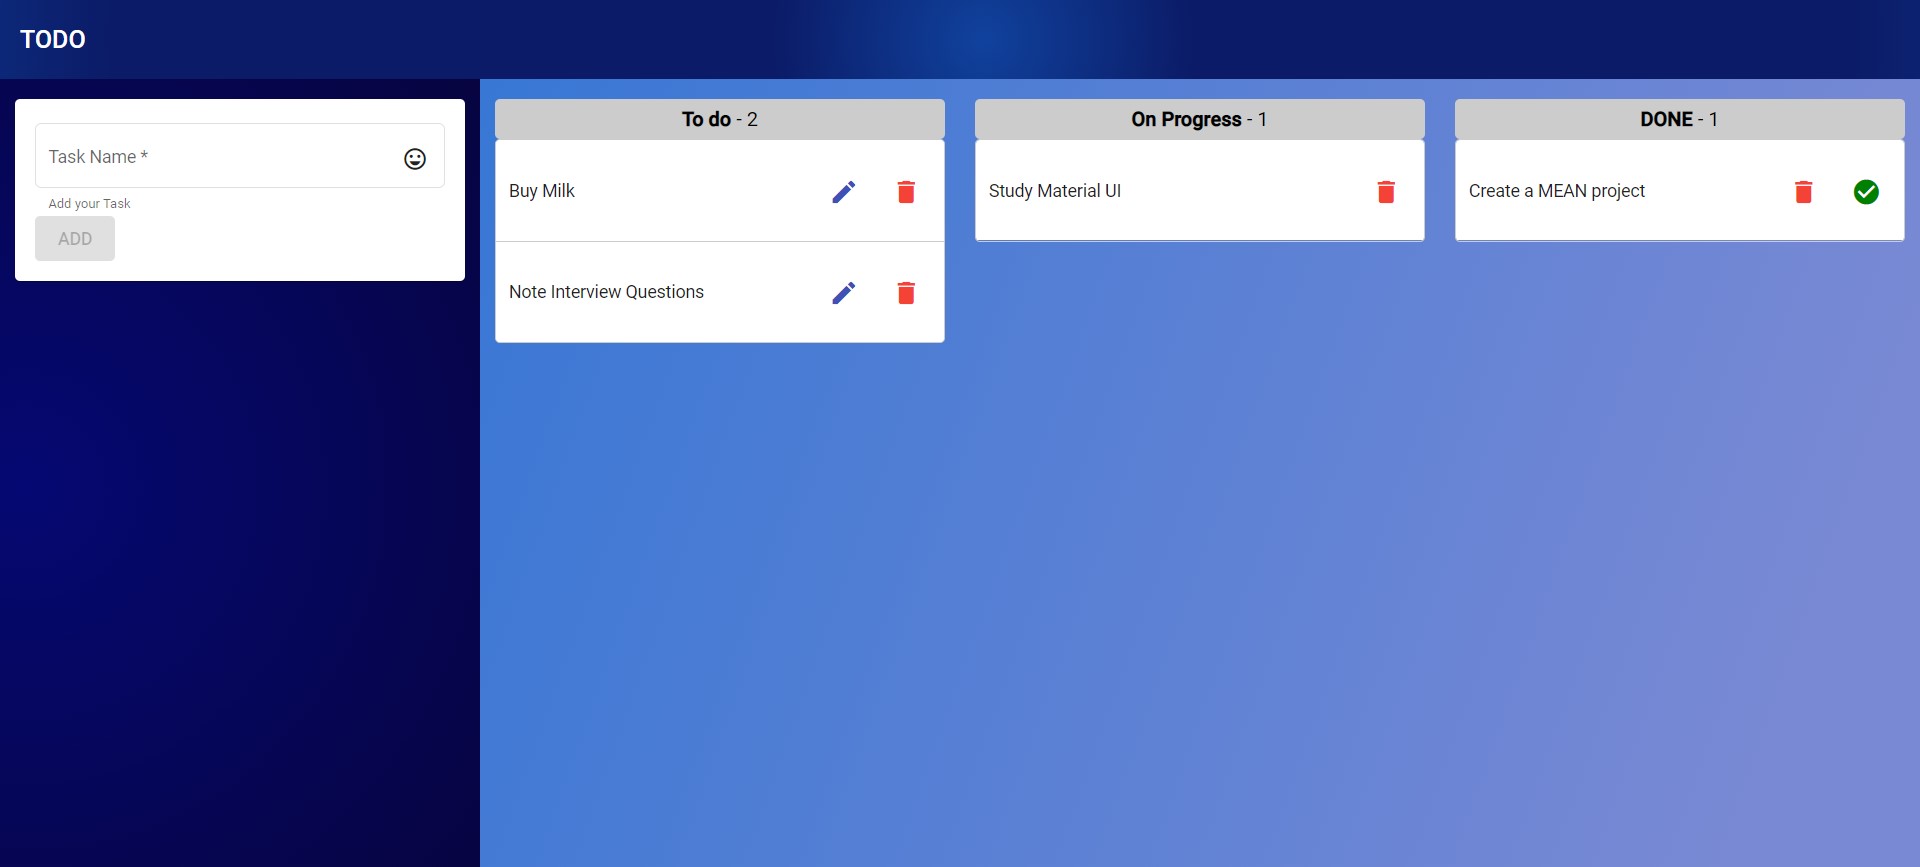 TODO
Task Name *
Add your Task
ADD
To do - 2
Buy Milk
Note Interview Questions
On Progress - 1
Study Material UI
DONE - 1
Create a MEAN project